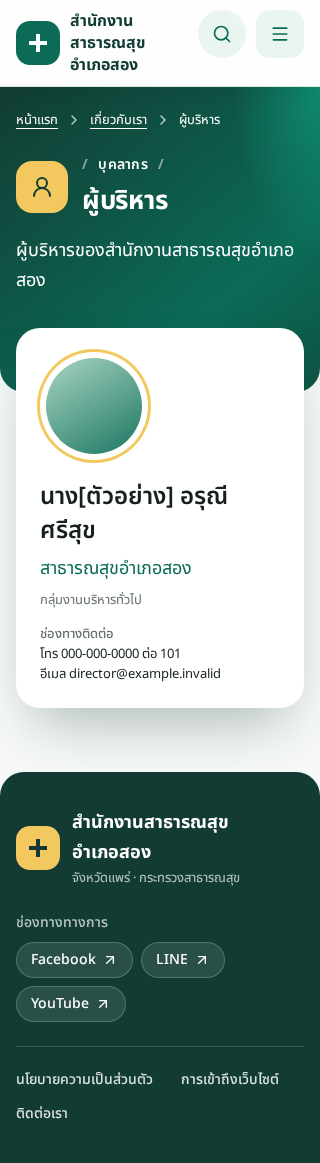 สำนักงาน
สาธารณสุข
อำเภอสอง
หน้าแรก
เกี่ยวกับเรา
ผู้บริหาร
/ บุคลากร /
ผู้บริหาร
ผู้บริหารของสำนักงานสาธารณสุขอำเภอ
สอง
นาง[ตัวอย่าง] อรุณี
ศรีสุข
สาธารณสุขอำเภอสอง
กลุ่มงานบริหารทั่วไป
ช่องทางติดต่อ
โทร 000-000-0000 ต่อ 101
อีเมล director@example.invalid
สำนักงานสาธารณสุข
อำเภอสอง
จังหวัดแพร่ · กระทรวงสาธารณสุข
ช่องทางทางการ
Facebook
LINE
YouTube
นโยบายความเป็นส่วนตัว
การเข้าถึงเว็บไซต์
ติดต่อเรา